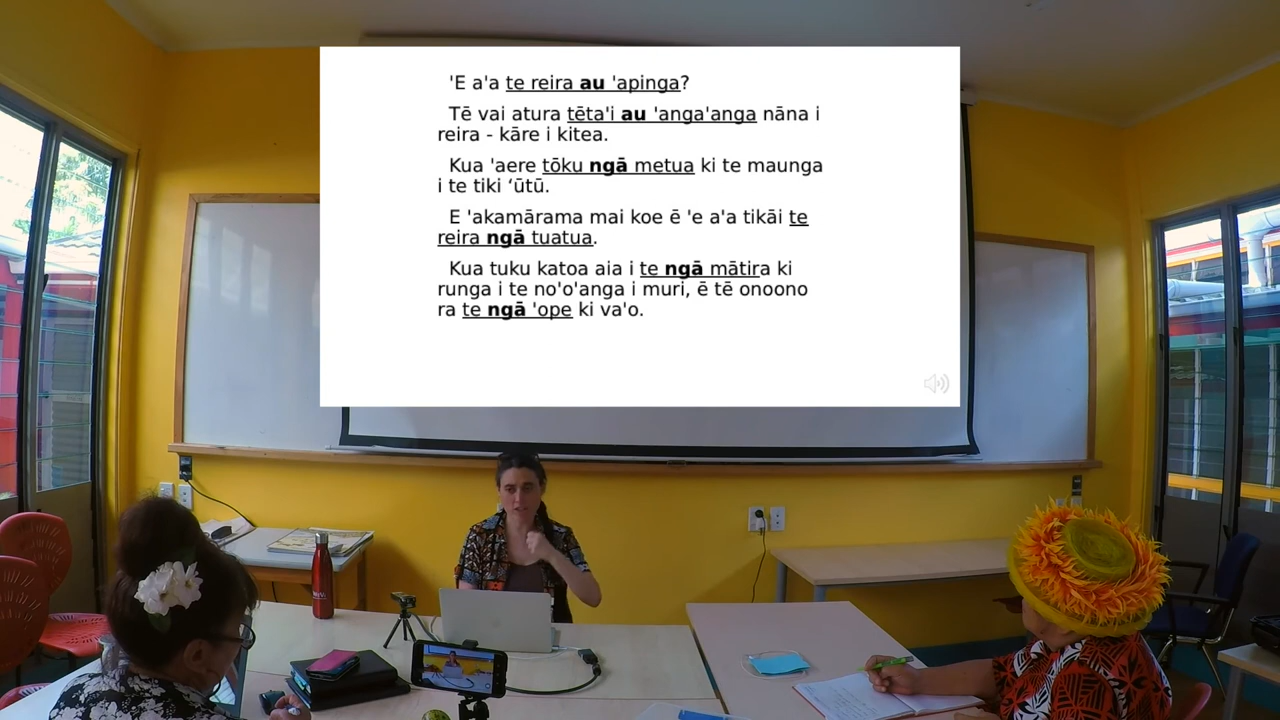 'E a'a te reira au 'apinga?
Tē vai atura tēta'i au 'anga'anga nāna i
reira - kāre i kitea.
Kua 'aere tōku ngā metua ki te maunga
i te tiki ‘ūtū.
E 'akamārama mai koe ē 'e a'a tikāi te
reira ngā tuatua.
Kua tuku katoa aia i te ngā mātira ki
runga i te no'o'anga i muri, ē tē onoono
ra te ngā 'ope ki va'o.